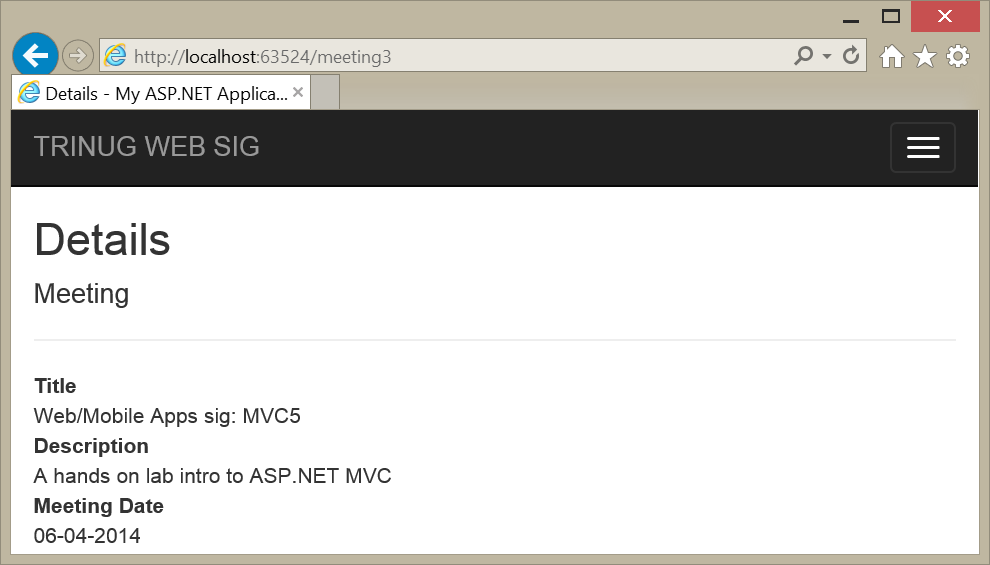 http://localhost:63524/meeting3
Details - My ASP.NET Applica...
TRINUG WEB SIG
Details
Meeting
Title
Web/Mobile Apps sig: MVC5
Description
A hands on lab intro to ASP.NET MVC
Meeting Date
06-04-2014